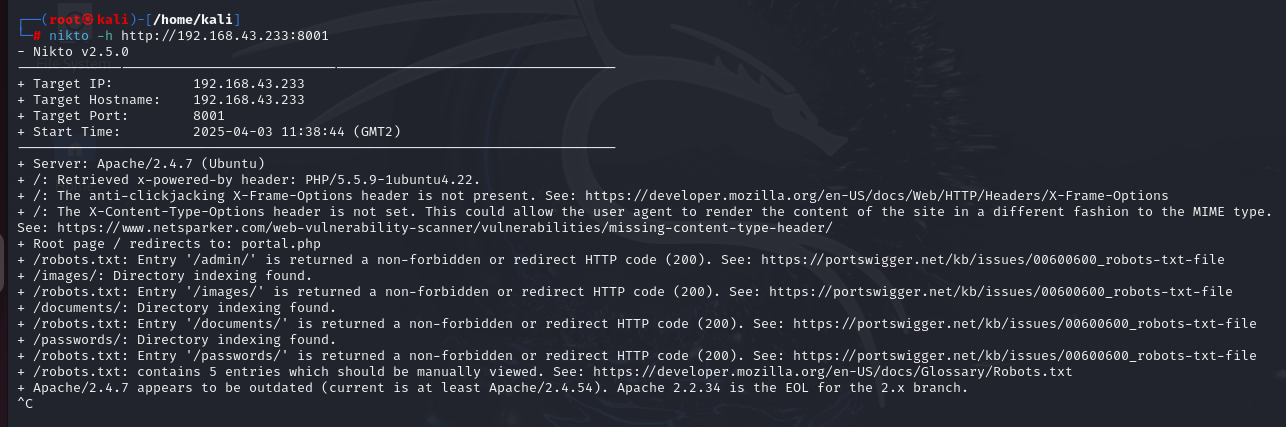 ┌──(root㉿kali)-[/home/kali]
└─# nikto -h http://192.168.43.233:8001
- Nikto v2.5.0
+ Target IP:          192.168.43.233
+ Target Hostname:    192.168.43.233
+ Target Port:        8001
+ Start Time:         2025-04-03 11:38:44 (GMT2)
+ Server: Apache/2.4.7 (Ubuntu)
+ /: Retrieved x-powered-by header: PHP/5.5.9-1ubuntu4.22.
+ /: The anti-clickjacking X-Frame-Options header is not present. See: https://developer.mozilla.org/en-US/docs/Web/HTTP/Headers/X-Frame-Options
+ /: The X-Content-Type-Options header is not set. This could allow the user agent to render the content of the site in a different fashion to the MIME type.
See: https://www.netsparker.com/web-vulnerability-scanner/vulnerabilities/missing-content-type-header/
+ Root page / redirects to: portal.php
+ /robots.txt: Entry '/admin/' is returned a non-forbidden or redirect HTTP code (200). See: https://portswigger.net/kb/issues/00600600_robots-txt-file
+ /images/: Directory indexing found.
+ /robots.txt: Entry '/images/' is returned a non-forbidden or redirect HTTP code (200). See: https://portswigger.net/kb/issues/00600600_robots-txt-file
+ /documents/: Directory indexing found.
+ /robots.txt: Entry '/documents/' is returned a non-forbidden or redirect HTTP code (200). See: https://portswigger.net/kb/issues/00600600_robots-txt-file
+ /passwords/: Directory indexing found.
+ /robots.txt: Entry '/passwords/' is returned a non-forbidden or redirect HTTP code (200). See: https://portswigger.net/kb/issues/00600600_robots-txt-file
+ /robots.txt: contains 5 entries which should be manually viewed. See: https://developer.mozilla.org/en-US/docs/Glossary/Robots.txt
+ Apache/2.4.7 appears to be outdated (current is at least Apache/2.4.54). Apache 2.2.34 is the EOL for the 2.x branch.
^C